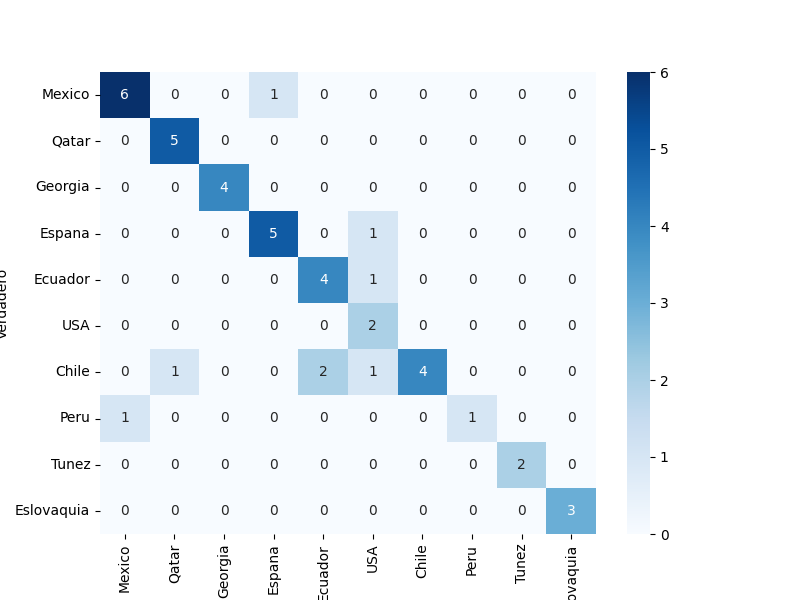 Mexico 6 0 0 1 0 0 0 0 0 0
Qatar 0 5 0 0 0 0 0 0 0 0
Georgia 0 0 4 0 0 0 0 0 0 0
Espana 0 0 0 5 0 1 0 0 0 0
Ecuador 0 0 0 0 4 1 0 0 0 0
USA 0 0 0 0 0 2 0 0 0 0
Chile 0 1 0 0 2 1 4 0 0 0
Peru 1 0 0 0 0 0 0 1 0 0
Tunez 0 0 0 0 0 0 0 0 2 0
Eslovaquia 0 0 0 0 0 0 0 0 0 3
Verdadero
Mexico
Qatar
Georgia
Espana
Ecuador
USA
Chile
Peru
Tunez
ovaquia
6
5
4
3
2
1
0